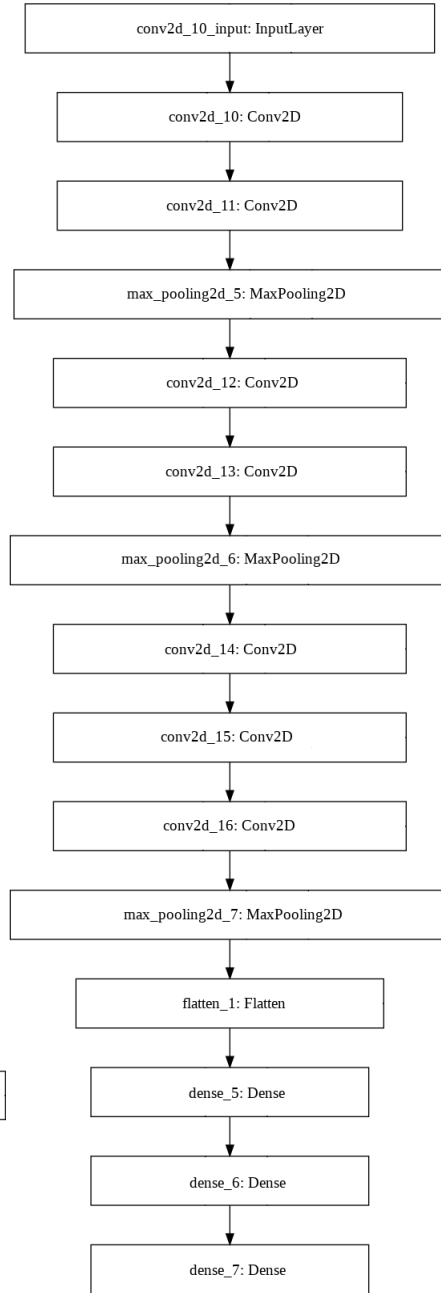 conv2d_10_input: InputLayer
conv2d_10: Conv2D
conv2d_11: Conv2D
max_pooling2d_5: MaxPooling2D
conv2d_12: Conv2D
conv2d_13: Conv2D
max_pooling2d_6: MaxPooling2D
conv2d_14: Conv2D
conv2d_15: Conv2D
conv2d_16: Conv2D
max_pooling2d_7: MaxPooling2D
flatten_1: Flatten
dense_5: Dense
dense_6: Dense
dense_7: Dense